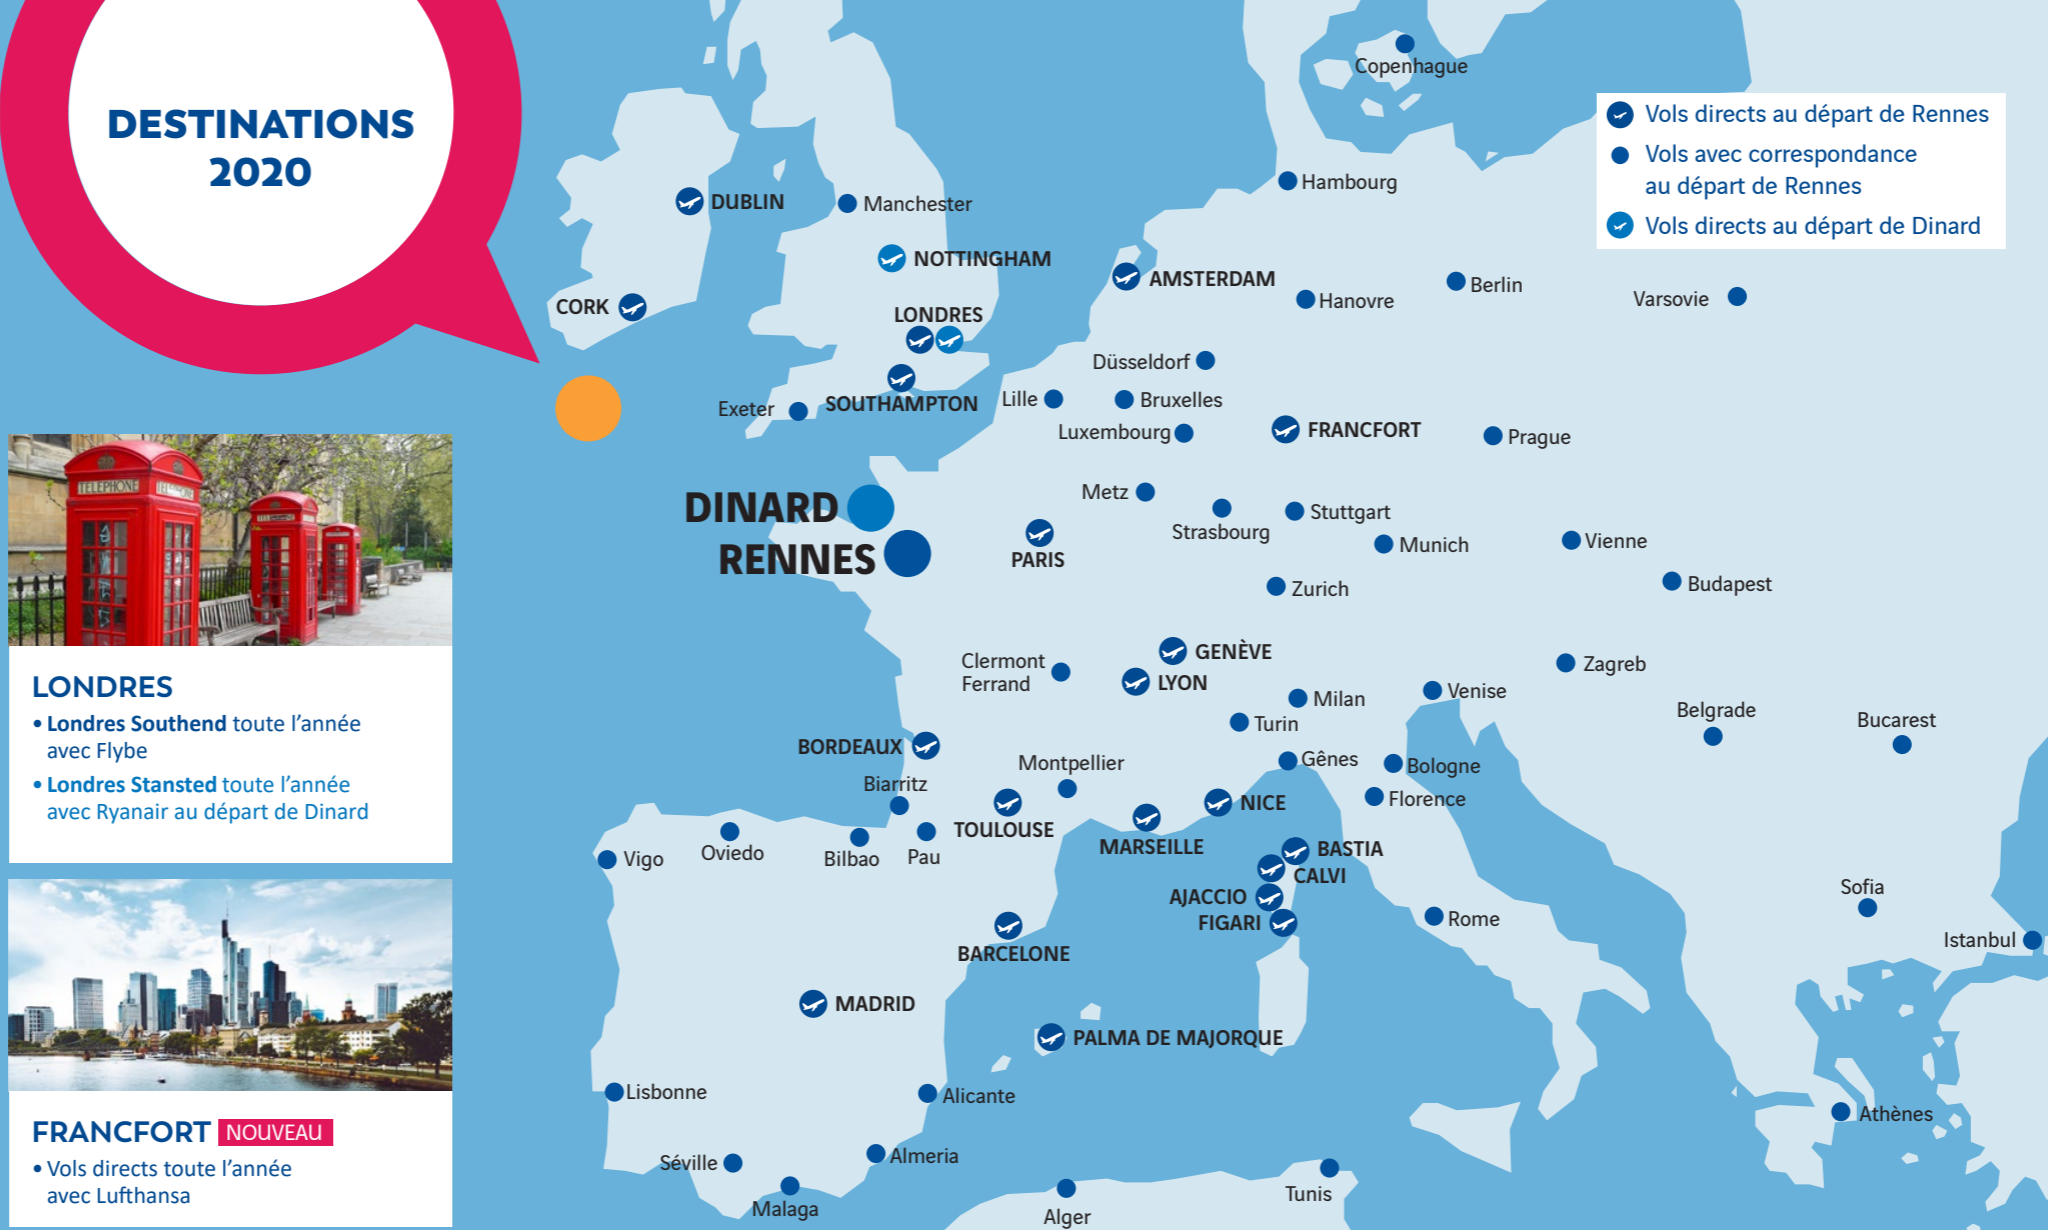 DESTINATIONS
2020
Vols directs au départ de Rennes
Vols avec correspondance
au départ de Rennes
Vols directs au départ de Dinard
Copenhague
Hambourg
DUBLIN
Manchester
NOTTINGHAM
AMSTERDAM
Hanovre
Berlin
Varsovie
CORK
LONDRES
Düsseldorf
Exeter
SOUTHAMPTON
Lille
Bruxelles
Luxembourg
FRANCFORT
Prague
DINARD
RENNES
Metz
Strasbourg
Stuttgart
Munich
PARIS
Vienne
Zurich
Budapest
GENÈVE
LYON
Clermont
Ferrand
Zagreb
Milan
Venise
Turin
Belgrade
Bucarest
BORDEAUX
Biarritz
Montpellier
Gênes
Bologne
Florence
TOULOUSE
NICE
MARSEILLE
Vigo
Oviedo
Bilbao
Pau
BASTIA
CALVI
AJACCIO
FIGARI
Rome
Sofia
Istanbul
BARCELONE
MADRID
PALMA DE MAJORQUE
Lisbonne
Alicante
Athènes
Séville
Almeria
Malaga
Alger
Tunis
TELEPHONE
TELEPHONE
TELEPHONE
LONDRES
• Londres Southend toute l’année
avec Flybe
• Londres Stansted toute l’année
avec Ryanair au départ de Dinard
FRANCFORT NOUVEAU
• Vols directs toute l’année
avec Lufthansa